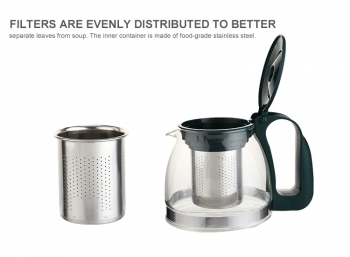 FILTERS ARE EVENLY DISTRIBUTED TO BETTER
separate leaves from soup. The inner container is made of food-grade stainless steel.